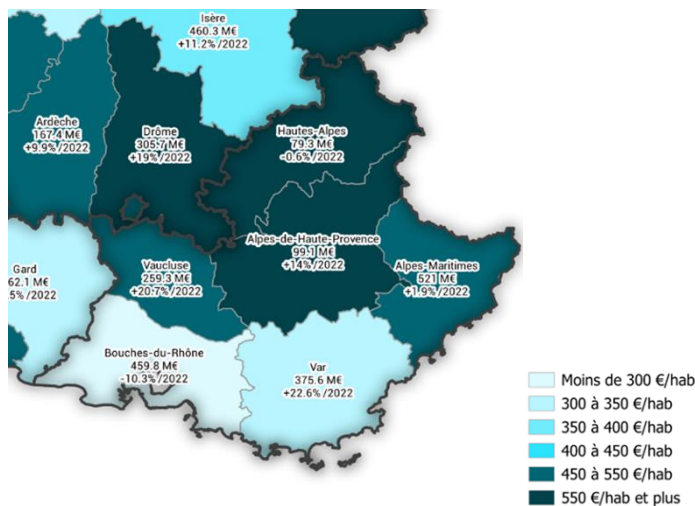 Isère
460.3 M€
+11.2%/2022
Ardèche
167.4 M€
+9.9%/2022
Drôme
305.7 M€
+19%/2022
Hautes-Alpes
79.3 M€
-0.6%/2022
Alpes-de-Haute-Provence
99.1 M€
+14%/2022
Alpes-Maritimes
521 M€
+1.9%/2022
Gard
62.1 M€
5%/2022
Vaucluse
259.3 M€
+20.7%/2022
Bouches-du-Rhône
459.8 M€
-10.3%/2022
Var
375.6 M€
+22.6%/2022
Moins de 300 €/hab
300 à 350 €/hab
350 à 400 €/hab
400 à 450 €/hab
450 à 550 €/hab
550 €/hab et plus